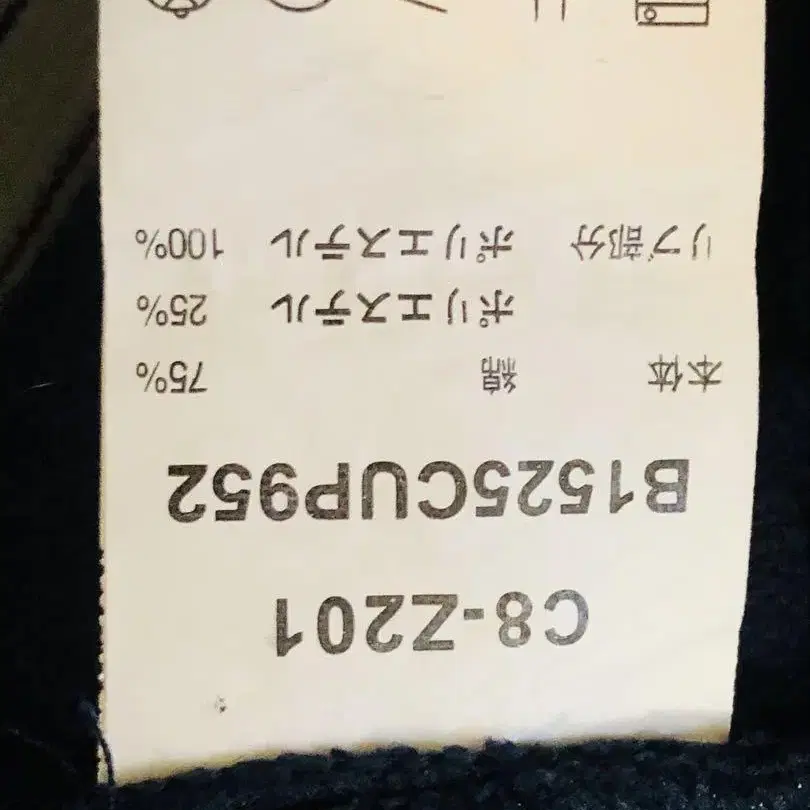 C8-Z201
B1525CUP952
本体 綿 75%
ポリエステル 25%
リブ部分 ポリエステル 100%